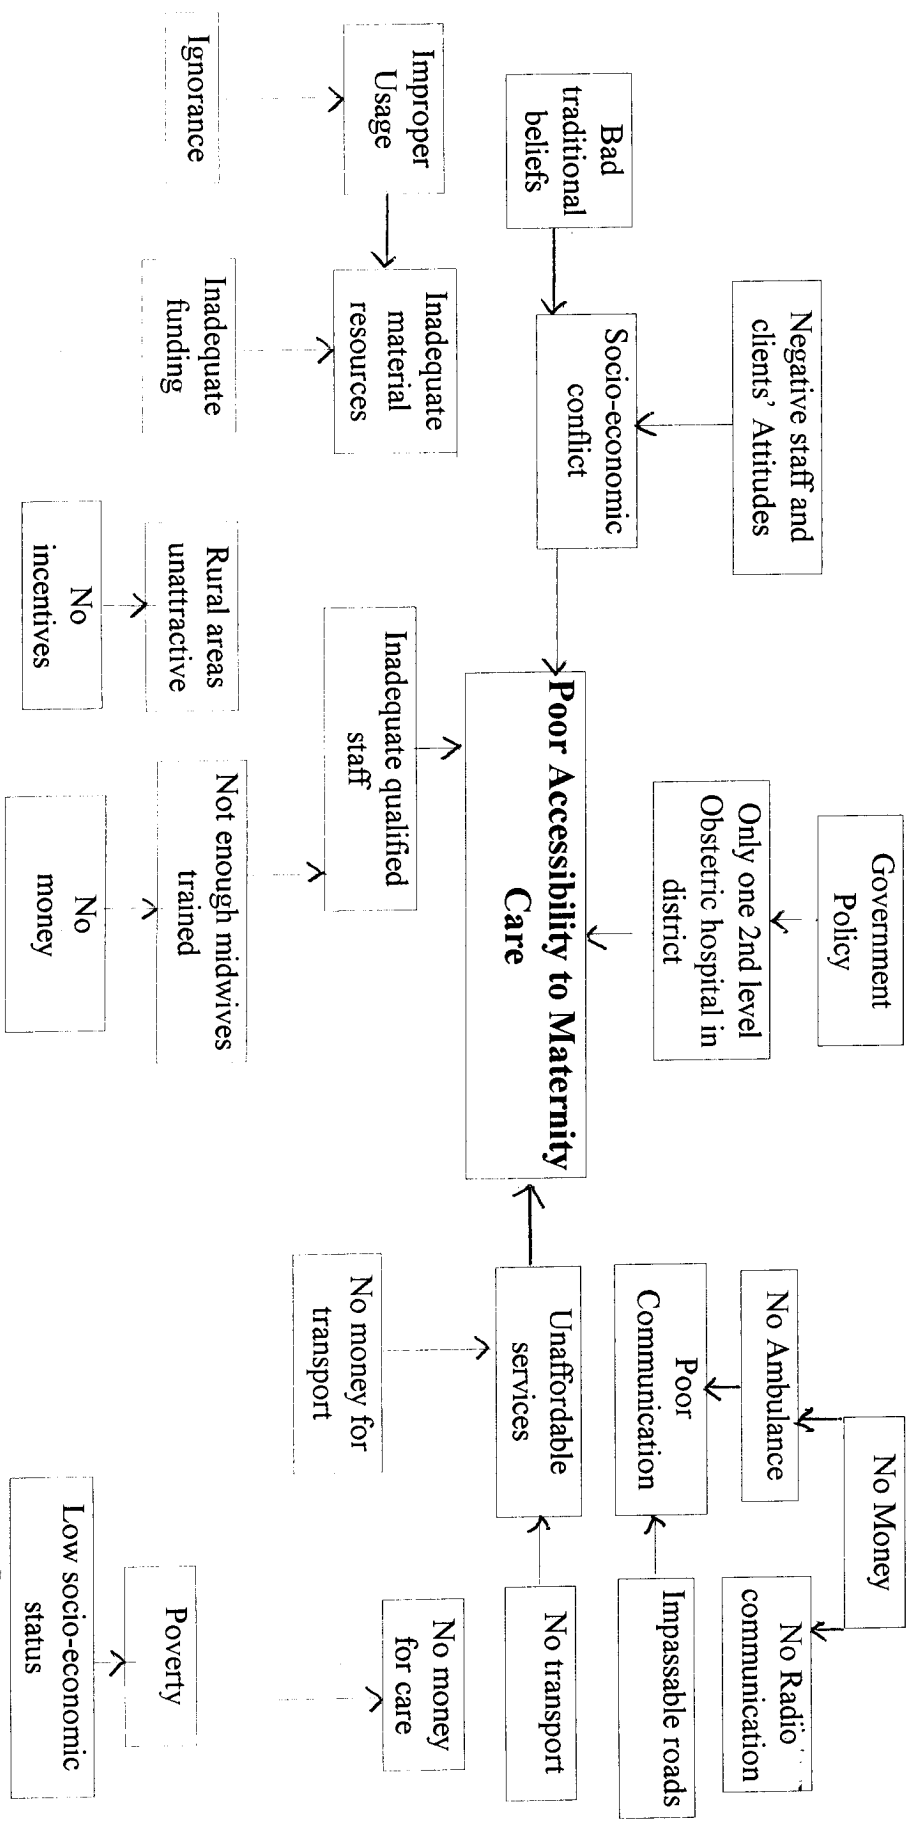 Negative staff and
clients' Attitudes
Government
Policy
No Money
No Ambulance
No Radio
communication
Bad
traditional
beliefs
Socio-economic
conflict
Only one 2nd level
Obstetric hospital in
district
Poor
Communication
Impassable roads
Poor Accessibility to Maternity
Care
Unaffordable
services
No transport
Improper
Usage
Inadequate
material
resources
Inadequate qualified
staff
No money for
transport
No money
for care
Ignorance
Inadequate
funding
Rural areas
unattractive
Not enough midwives
trained
Poverty
No
incentives
No
money
Low socio-economic
status